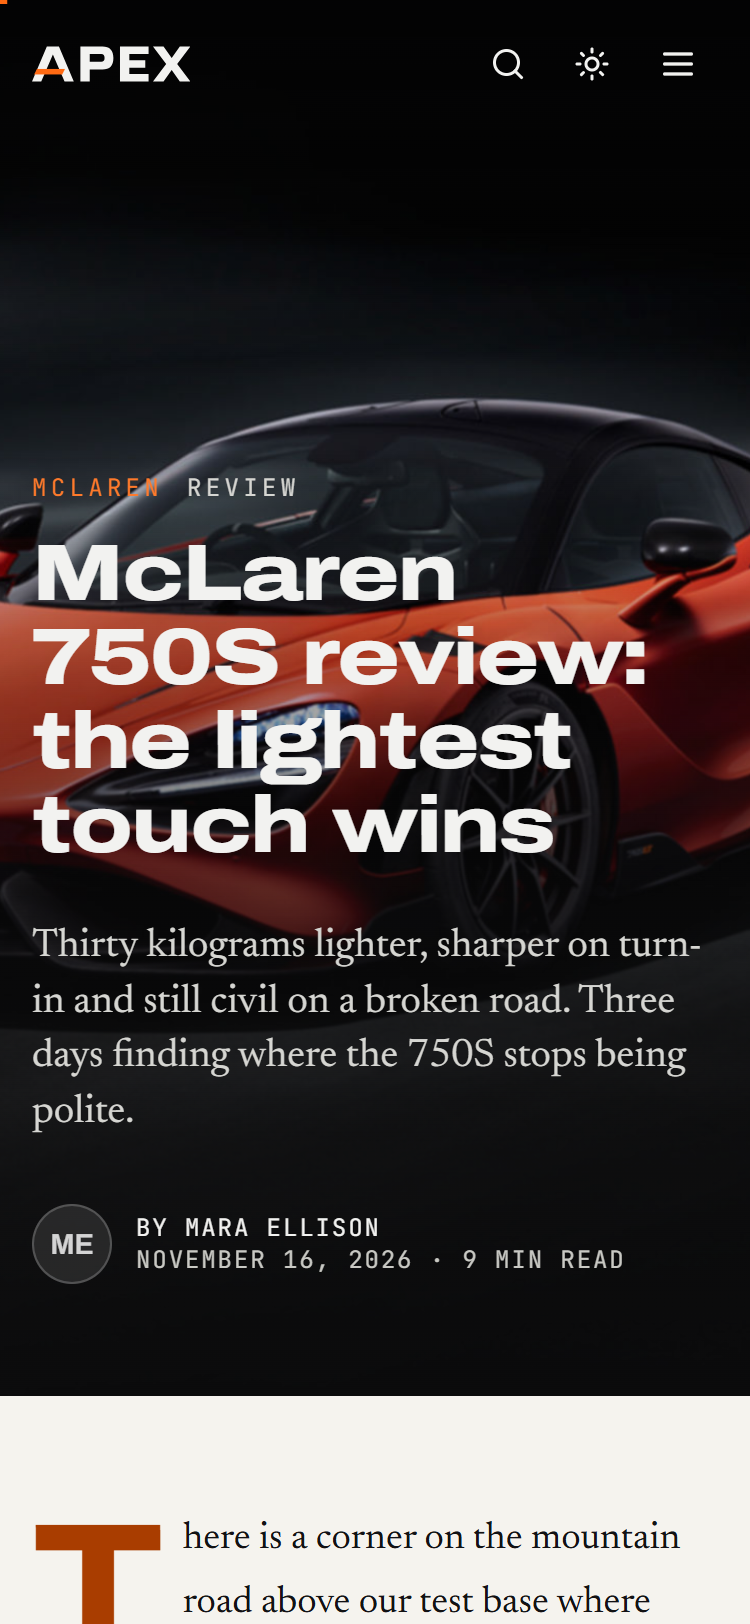 APEX
MCLAREN REVIEW
McLaren
750S review:
the lightest
touch wins
Thirty kilograms lighter, sharper on turn-
in and still civil on a broken road. Three
days finding where the 750S stops being
polite.
ME
BY MARA ELLISON
NOVEMBER 16, 2026 · 9 MIN READ
There is a corner on the mountain
road above our test base where